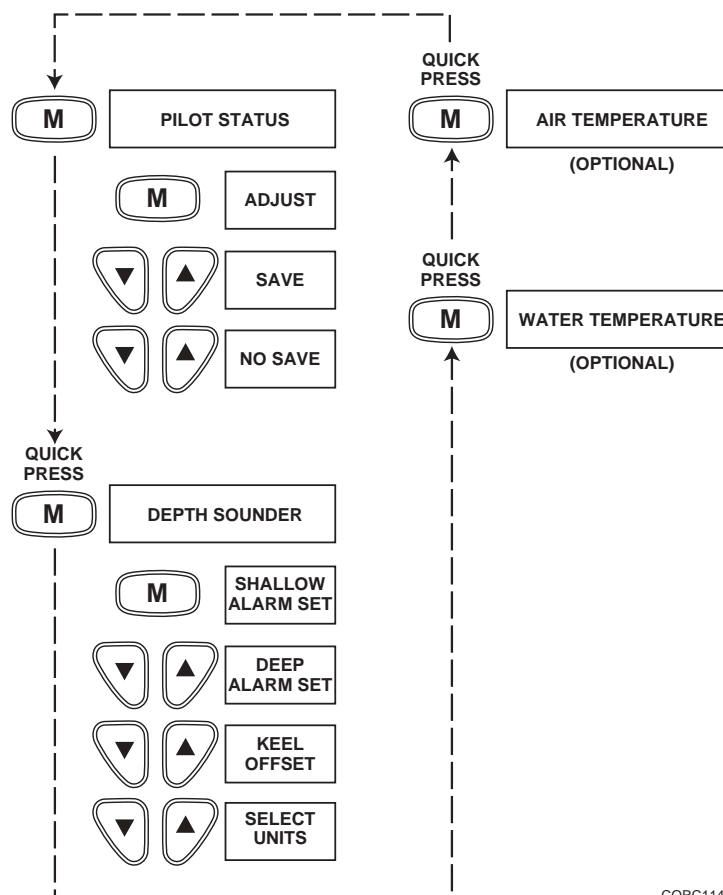 QUICK
PRESS
M
PILOT STATUS
M
AIR TEMPERATURE
(OPTIONAL)
M
ADJUST
SAVE
NO SAVE
QUICK
PRESS
M
WATER TEMPERATURE
(OPTIONAL)
QUICK
PRESS
M
DEPTH SOUNDER
M
SHALLOW
ALARM SET
DEEP
ALARM SET
KEEL
OFFSET
SELECT
UNITS